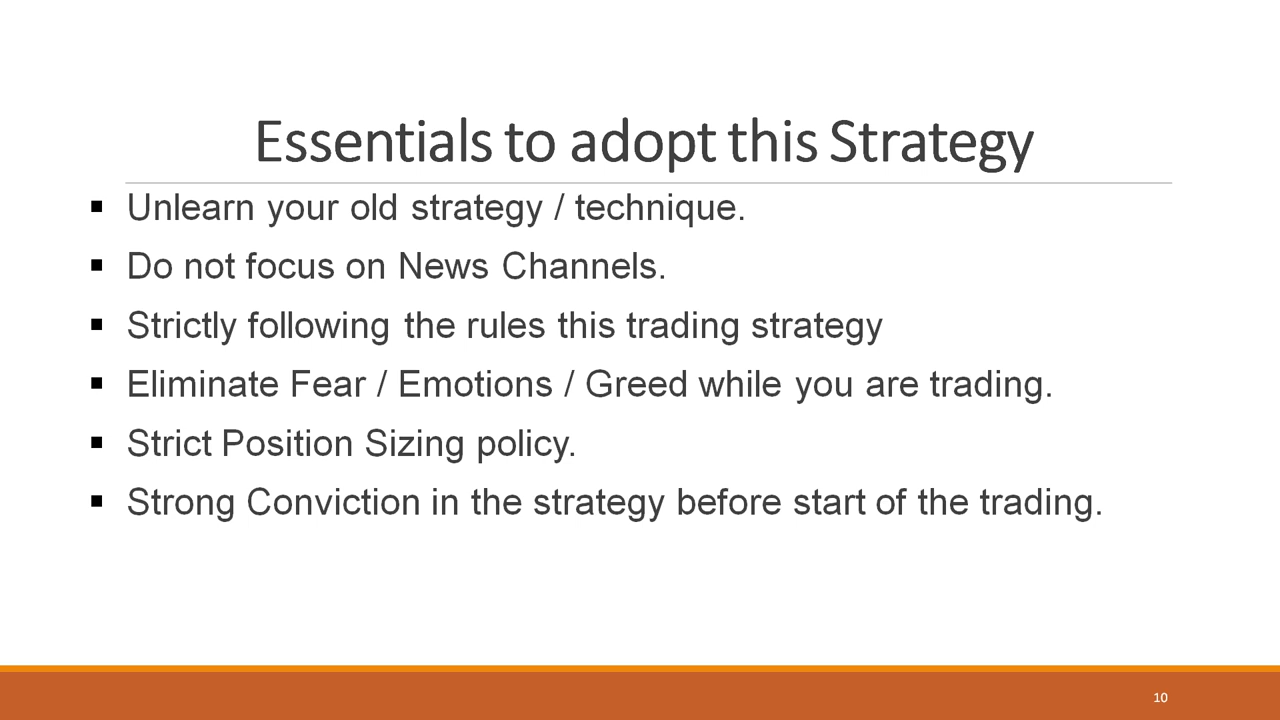 Essentials to adopt this Strategy
▪ Unlearn your old strategy / technique.
▪ Do not focus on News Channels.
▪ Strictly following the rules this trading strategy
▪ Eliminate Fear / Emotions / Greed while you are trading.
▪ Strict Position Sizing policy.
▪ Strong Conviction in the strategy before start of the trading.
10